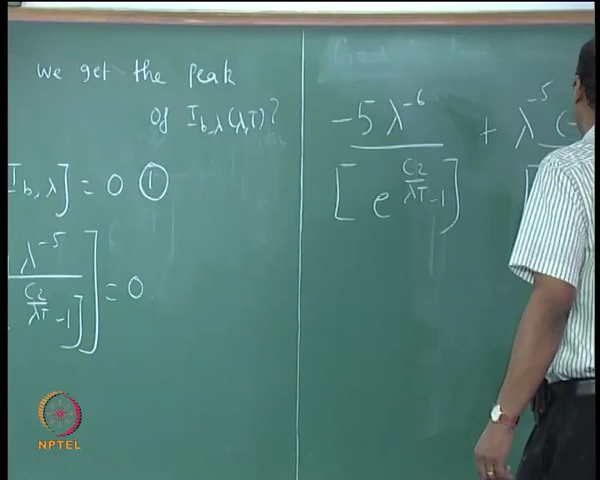 we get the peak
of I_{b,λ}(λ,T)?
I_{b,λ}] = 0 ①
λ^{-5}
C_2/λT -1]] = 0
-5 λ^{-6} + λ^{-5} (-
[e^{C_2/λT} -1] [
NPTEL